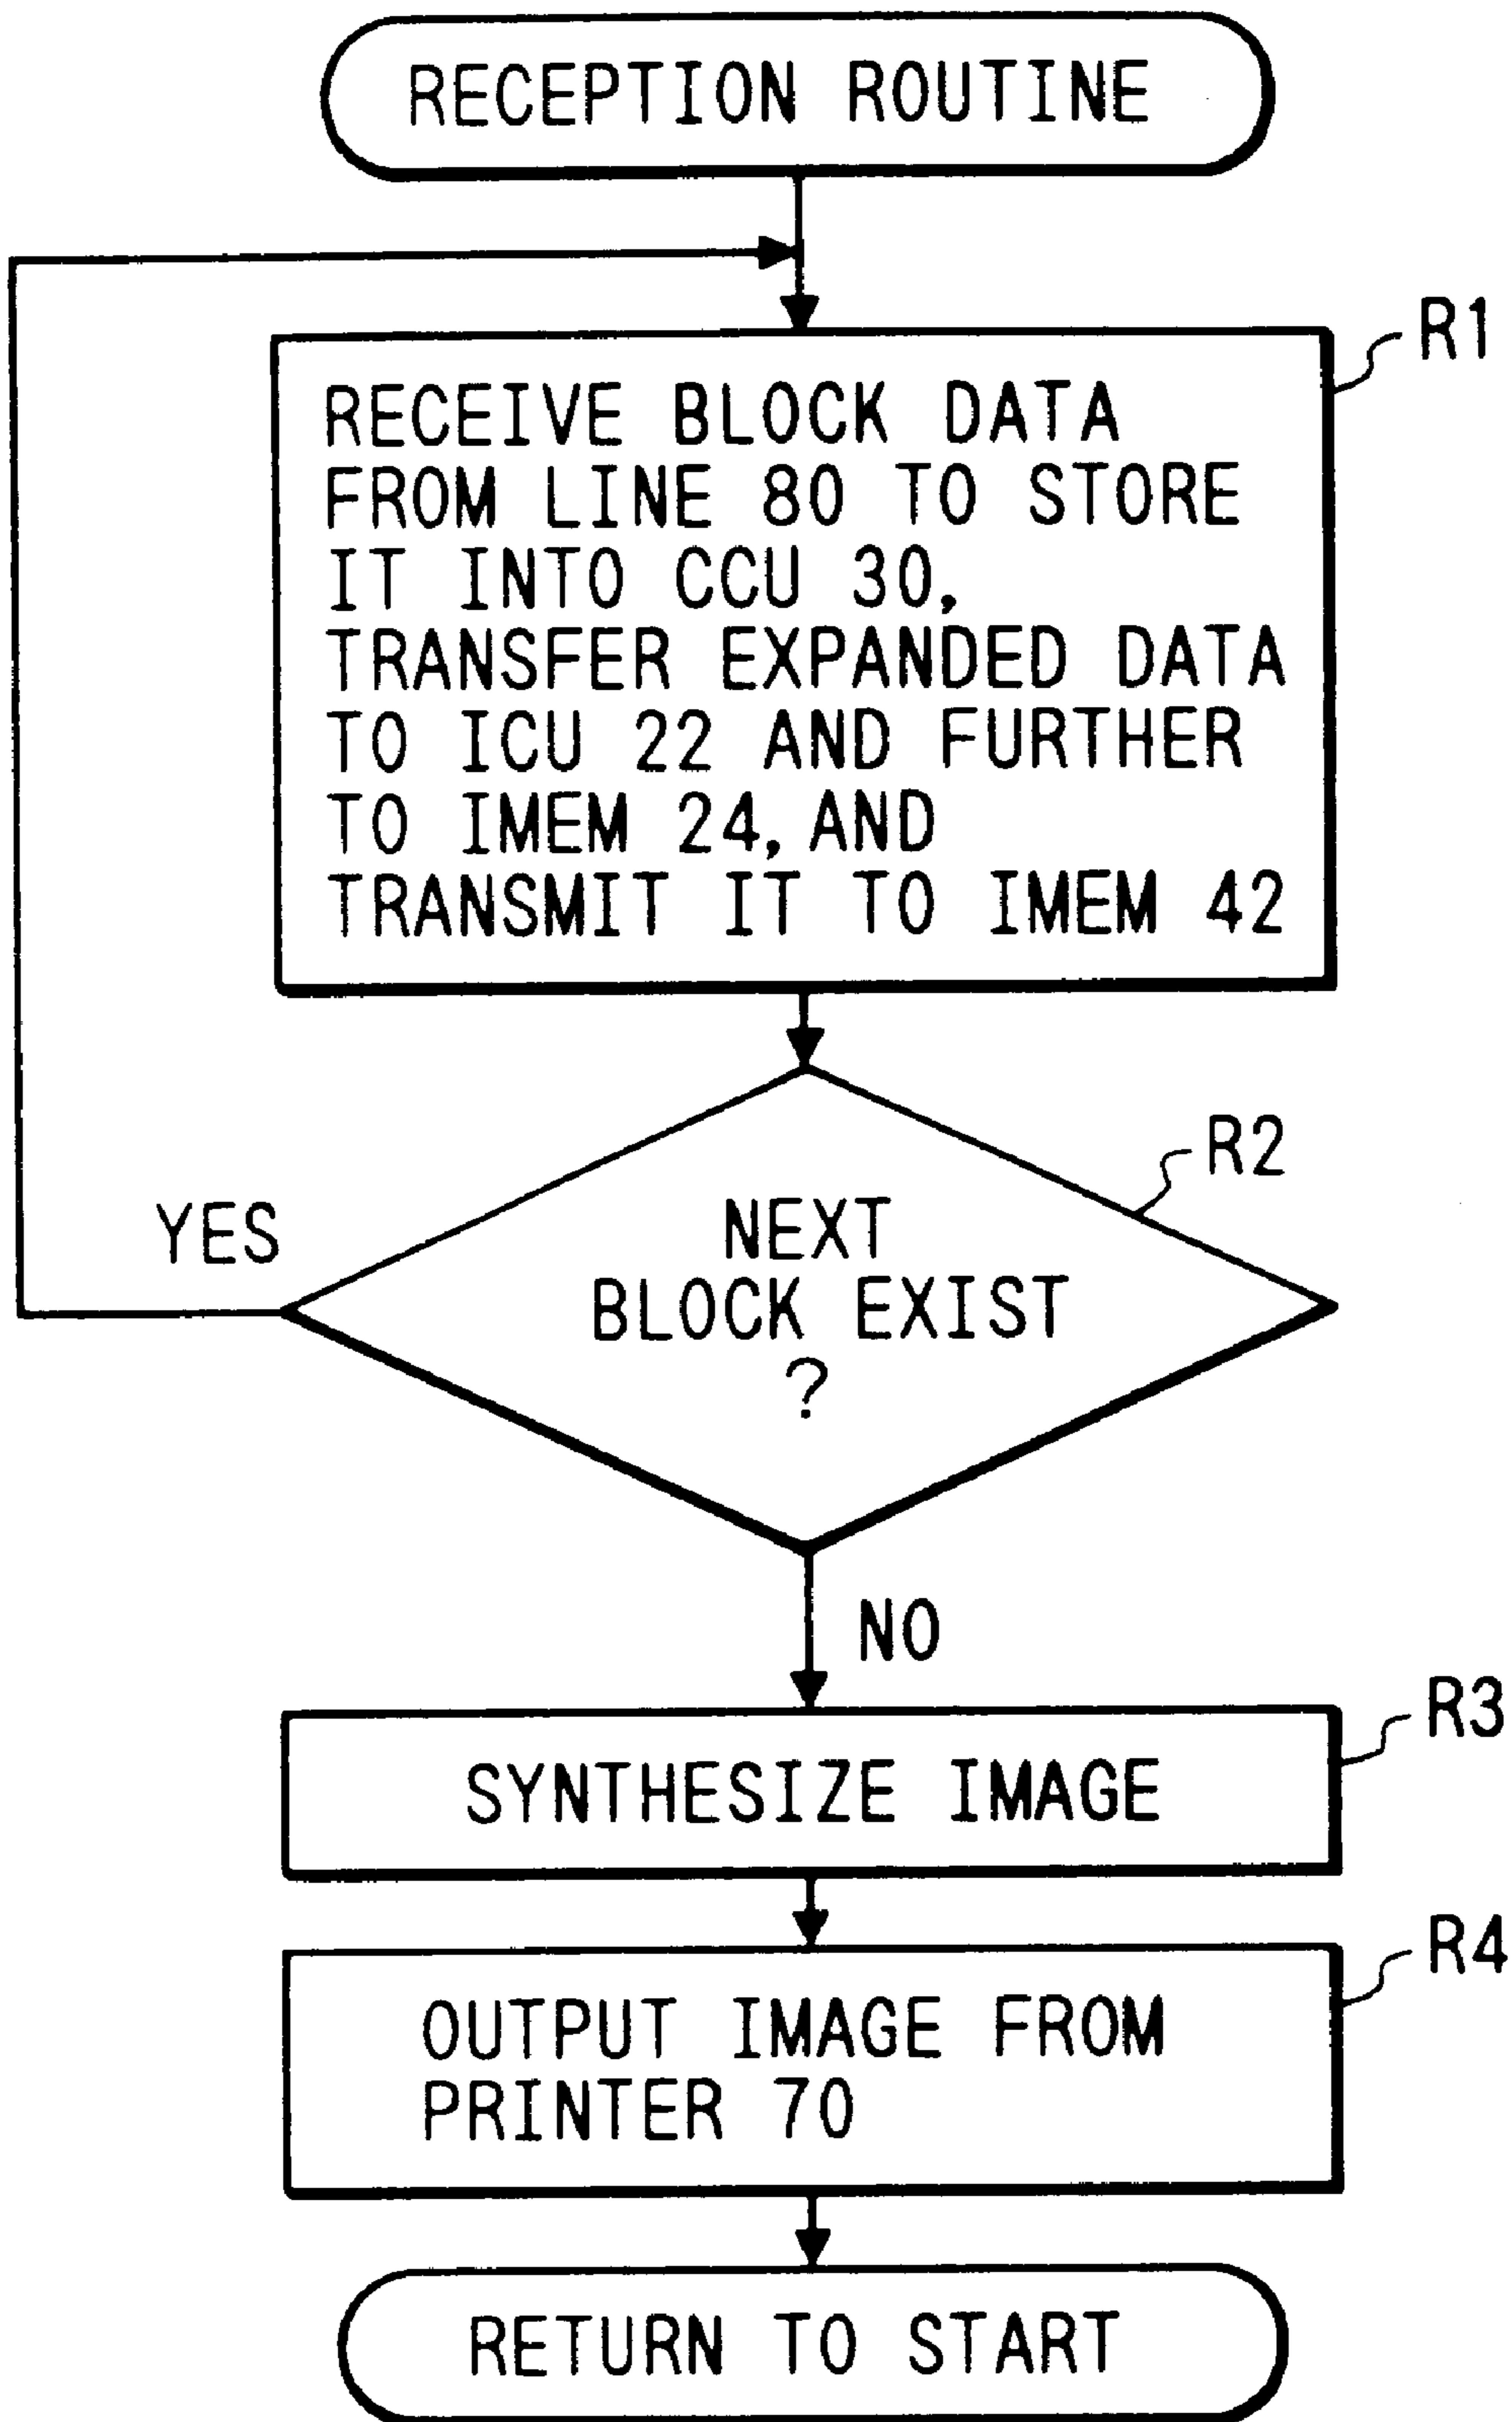 RECEPTION ROUTINE
R1
RECEIVE BLOCK DATA
FROM LINE 80 TO STORE
IT INTO CCU 30,
TRANSFER EXPANDED DATA
TO ICU 22 AND FURTHER
TO IMEM 24, AND
TRANSMIT IT TO IMEM 42
R2
YES
NEXT
BLOCK EXIST
?
NO
R3
SYNTHESIZE IMAGE
R4
OUTPUT IMAGE FROM
PRINTER 70
RETURN TO START